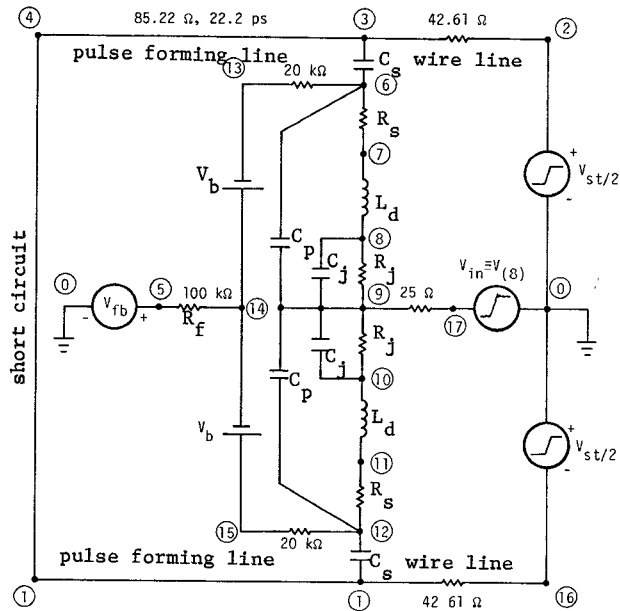 ④ 85.22 Ω, 22.2 ps ③ 42.61 Ω ②
pulse forming line wire line
C_s
⑬ 20 kΩ ⑥
R_s
⑦
V_b
+ V_st/2 -
L_d
C_p ⑧
C_j R_j
V_in≡V_(8)
⓪ V_fb ⑤ 100 kΩ ⑭ ⑨ 25 Ω ⓪
- + R_f ⑰
short circuit
C_j R_j
C_p ⑩
V_b
L_d
+ V_st/2 -
⑪
R_s
⑮ 20 kΩ ⑫
pulse forming line C_s wire line
① ① 42 61 Ω ⑯